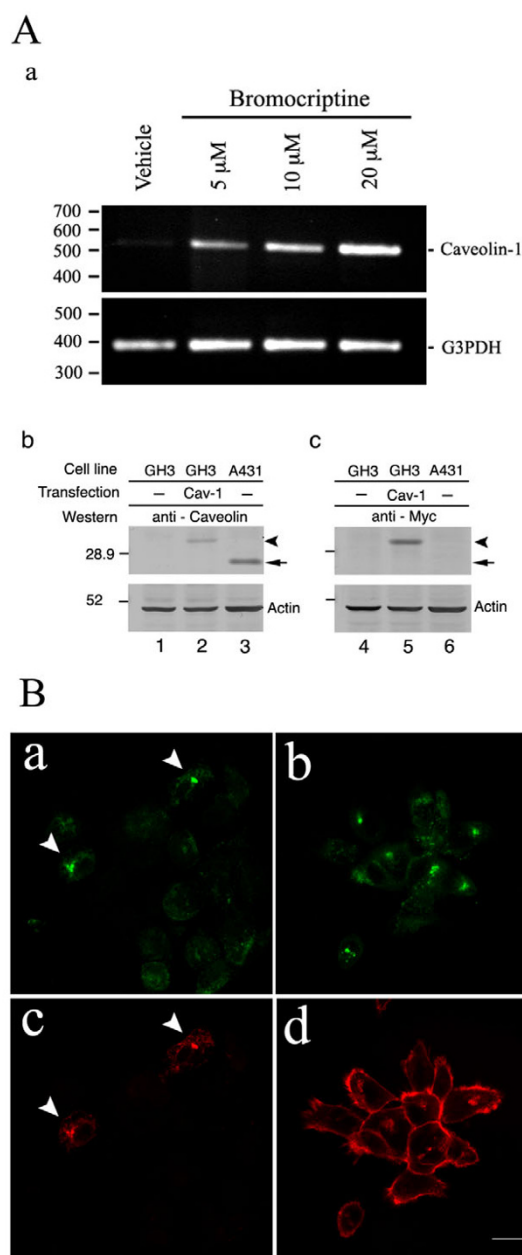 A
a
Bromocriptine
Vehicle
5 μM
10 μM
20 μM
700
600
500
400
Caveolin-1
500
400
300
G3PDH
b
Cell line GH3 GH3 A431
Transfection – Cav-1 –
Western anti - Caveolin
28.9
52
Actin
1 2 3
c
GH3 GH3 A431
– Cav-1 –
anti - Myc
Actin
4 5 6
B
a
b
c
d